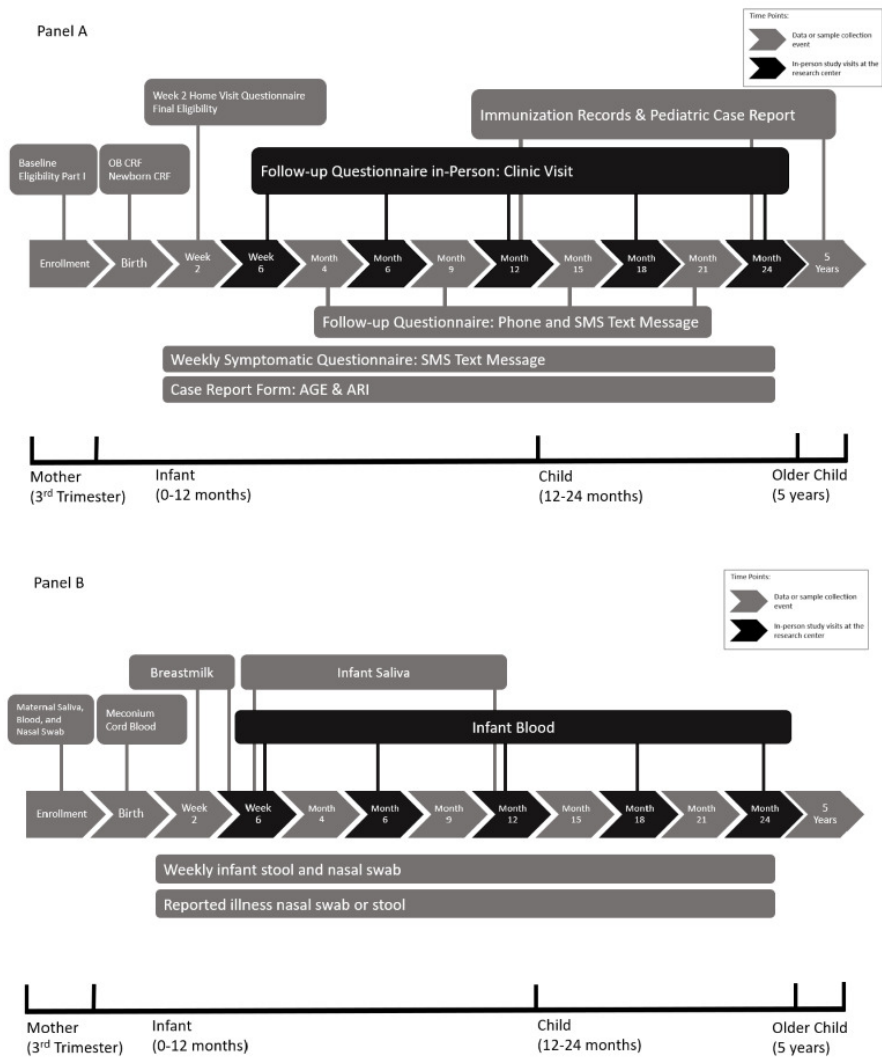 Panel A
Time Points:
Data or sample collection
event
In-person study visits at the
research center
Week 2 Home Visit Questionnaire
Final Eligibility
Immunization Records & Pediatric Case Report
Baseline
Eligibility Part I
OB CRF
Newborn CRF
Follow-up Questionnaire in-Person: Clinic Visit
Enrollment
Birth
Week
2
Week
6
Month
4
Month
6
Month
9
Month
12
Month
15
Month
18
Month
21
Month
24
5
Years
Follow-up Questionnaire: Phone and SMS Text Message
Weekly Symptomatic Questionnaire: SMS Text Message
Case Report Form: AGE & ARI
Mother
(3rd Trimester)
Infant
(0-12 months)
Child
(12-24 months)
Older Child
(5 years)
Panel B
Time Points:
Data or sample collection
event
In-person study visits at the
research center
Breastmilk
Infant Saliva
Maternal Saliva,
Blood, and
Nasal Swab
Meconium
Cord Blood
Infant Blood
Enrollment
Birth
Week
2
Week
6
Month
4
Month
6
Month
9
Month
12
Month
15
Month
18
Month
21
Month
24
5
Years
Weekly infant stool and nasal swab
Reported illness nasal swab or stool
Mother
(3rd Trimester)
Infant
(0-12 months)
Child
(12-24 months)
Older Child
(5 years)